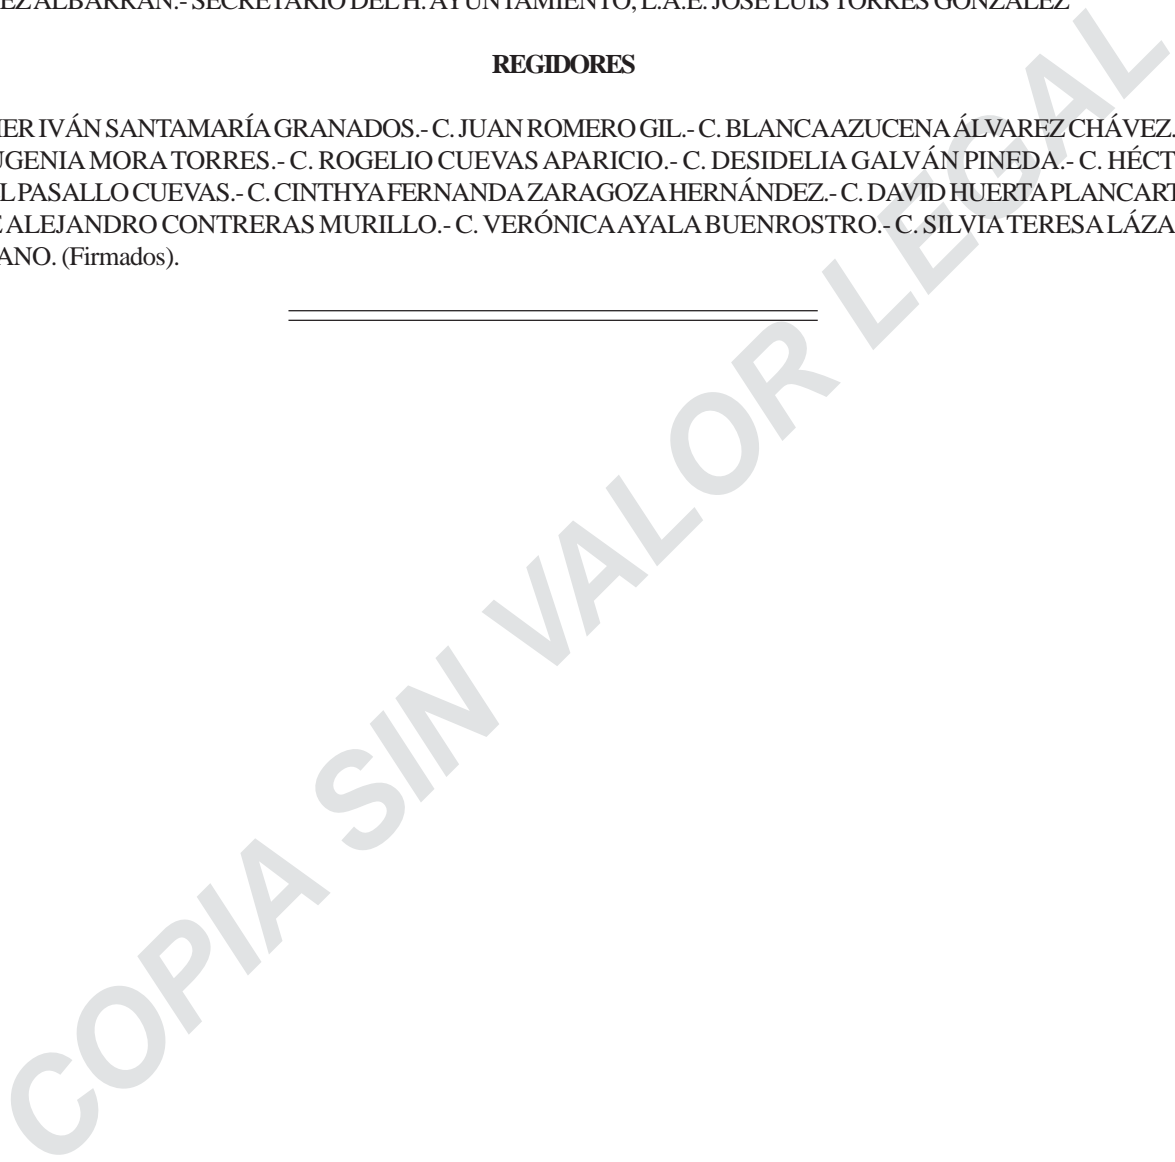 EZ ALBARRÁN.- SECRETARIO DEL H. AYUNTAMIENTO, L.A.E. JOSÉ LUIS TORRES GONZÁLEZ
REGIDORES
IER IVÁN SANTAMARÍA GRANADOS.- C. JUAN ROMERO GIL.- C. BLANCA AZUCENA ÁLVAREZ CHÁVEZ.
UGENIA MORA TORRES.- C. ROGELIO CUEVAS APARICIO.- C. DESIDELIA GALVÁN PINEDA.- C. HÉCT
L PASALLO CUEVAS.- C. CINTHYA FERNANDA ZARAGOZA HERNÁNDEZ.- C. DAVID HUERTA PLANCART
E ALEJANDRO CONTRERAS MURILLO.- C. VERÓNICA AYALA BUENROSTRO.- C. SILVIA TERESA LÁZA
ANO. (Firmados).
COPIA SIN VALOR LEGAL